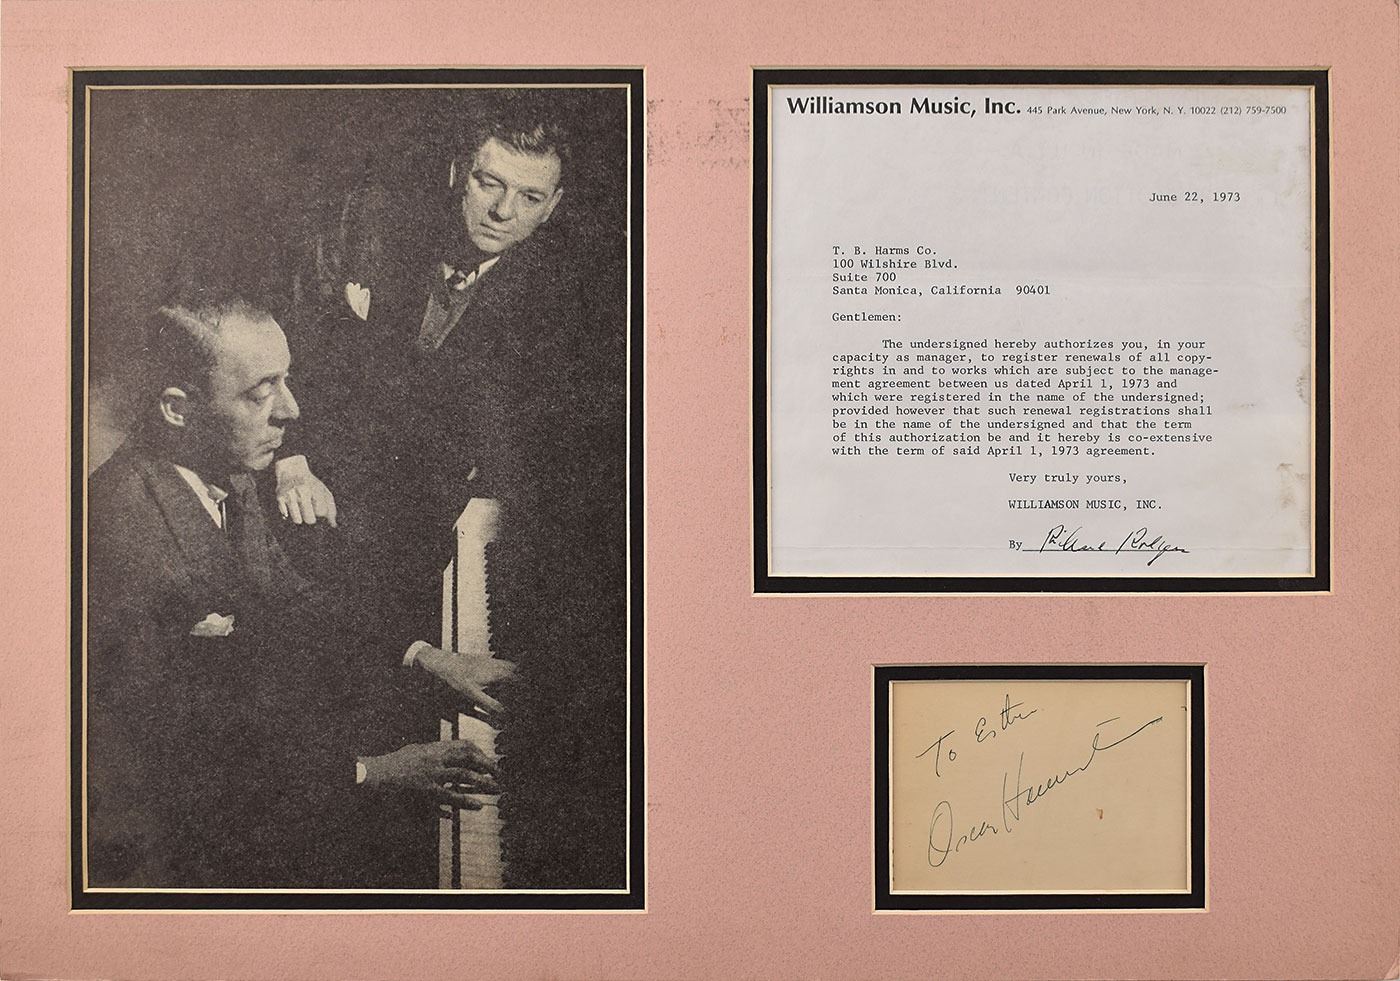 Williamson Music, Inc. 445 Park Avenue, New York, N. Y. 10022 (212) 759-7500
June 22, 1973
T. B. Harms Co.
100 Wilshire Blvd.
Suite 700
Santa Monica, California 90401
Gentlemen:
The undersigned hereby authorizes you, in your
capacity as manager, to register renewals of all copy-
rights in and to works which are subject to the manage-
ment agreement between us dated April 1, 1973 and
which were registered in the name of the undersigned;
provided however that such renewal registrations shall
be in the name of the undersigned and that the term
of this authorization be and it hereby is co-extensive
with the term of said April 1, 1973 agreement.
Very truly yours,
WILLIAMSON MUSIC, INC.
By Richard Rodgers
To Esther
Oscar Hammerstein